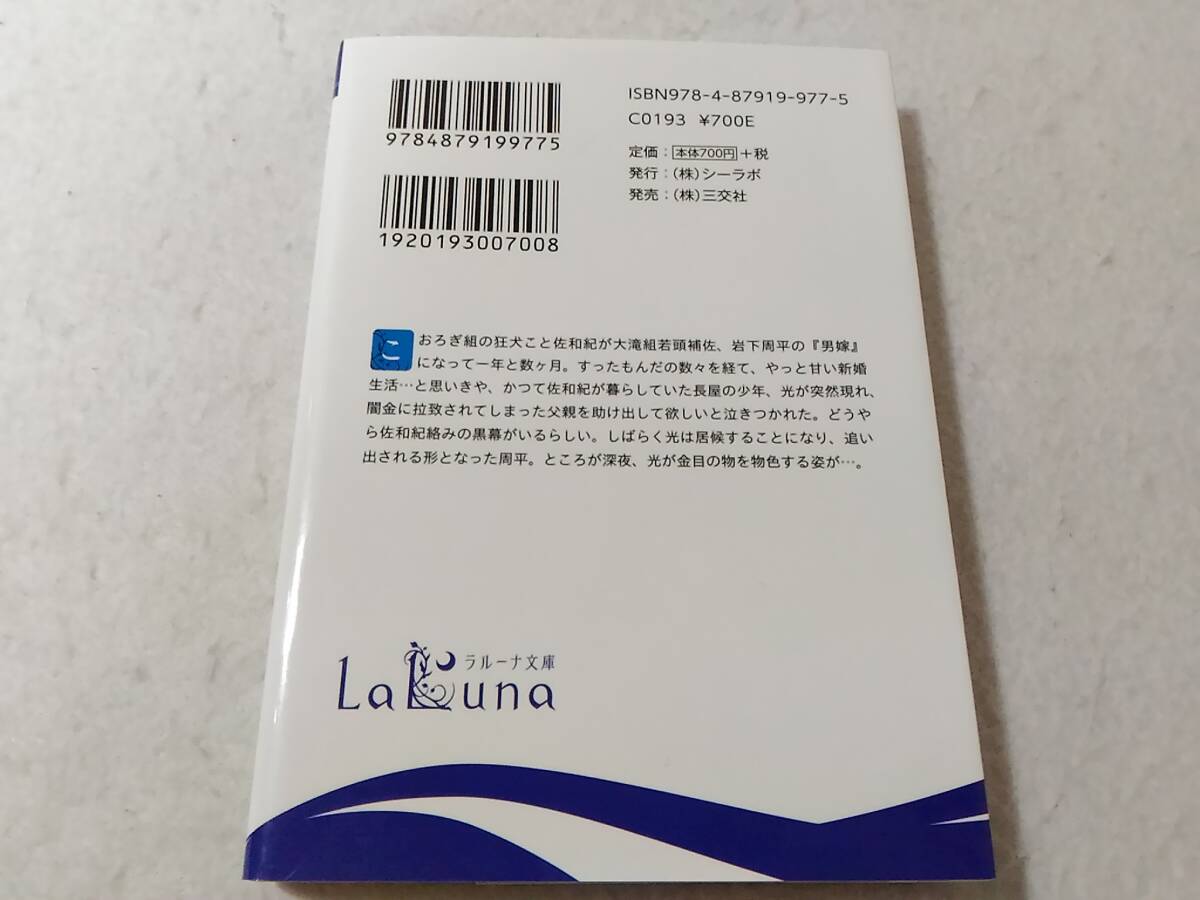 ISBN978-4-87919-977-5
C0193 ¥700E
定価：本体700円+税
発行：（株）シーラボ
発売：（株）三交社
9784879199775
1920193007008
こおろぎ組の狂犬こと佐和紀が大滝組若頭補佐、岩下周平の『男嫁』
になって一年と数ヶ月。すったもんだの数々を経て、やっと甘い新婚
生活…と思いきや、かつて佐和紀が暮らしていた長屋の少年、光が突然現れ、
闇金に拉致されてしまった父親を助け出して欲しいと泣きつかれた。どうや
ら佐和紀絡みの黒幕がいるらしい。しばらく光は居候することになり、追い
出される形となった周平。ところが深夜、光が金目の物を物色する姿が…。
ラルーナ文庫
LaLuna